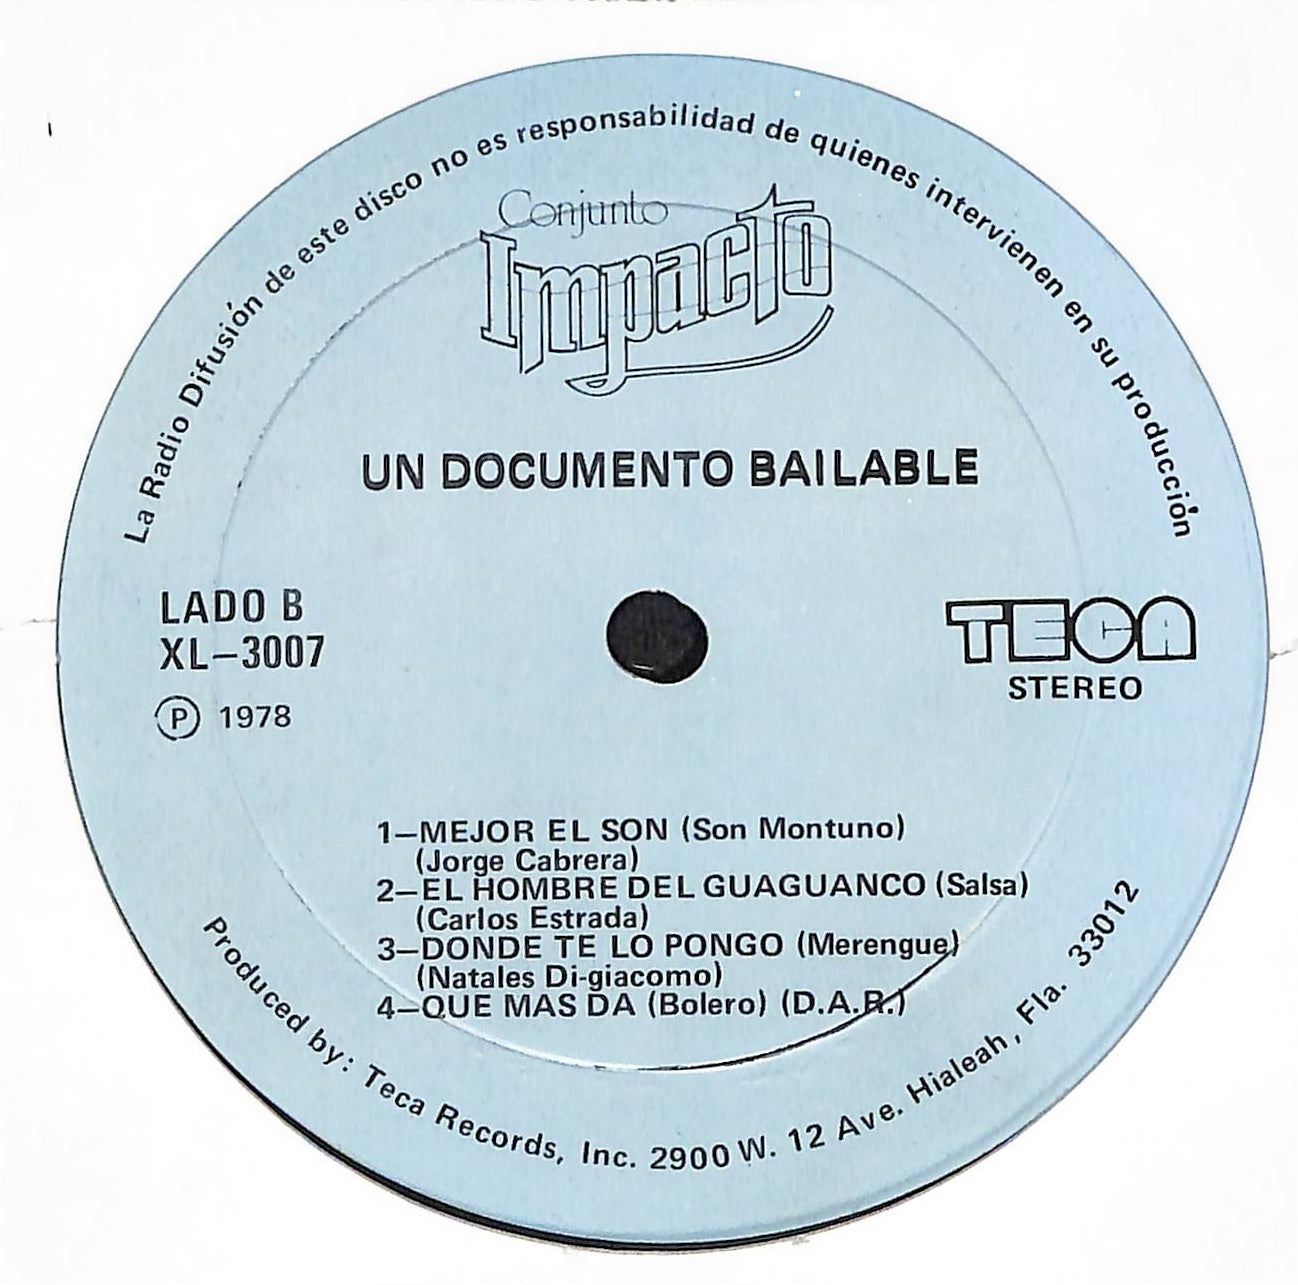 La Radio Difusión de este disco no es responsabilidad de quienes intervienen en su producción
Conjunto
Impacto
UN DOCUMENTO BAILABLE
LADO B
XL-3007
Ⓟ 1978
TECA
STEREO
1-MEJOR EL SON (Son Montuno)
(Jorge Cabrera)
2-EL HOMBRE DEL GUAGUANCO (Salsa)
(Carlos Estrada)
3-DONDE TE LO PONGO (Merengue)
(Natales Di-giacomo)
4-QUE MAS DA (Bolero) (D.A.R.)
Produced by: Teca Records, Inc. 2900 W. 12 Ave. Hialeah, Fla. 33012